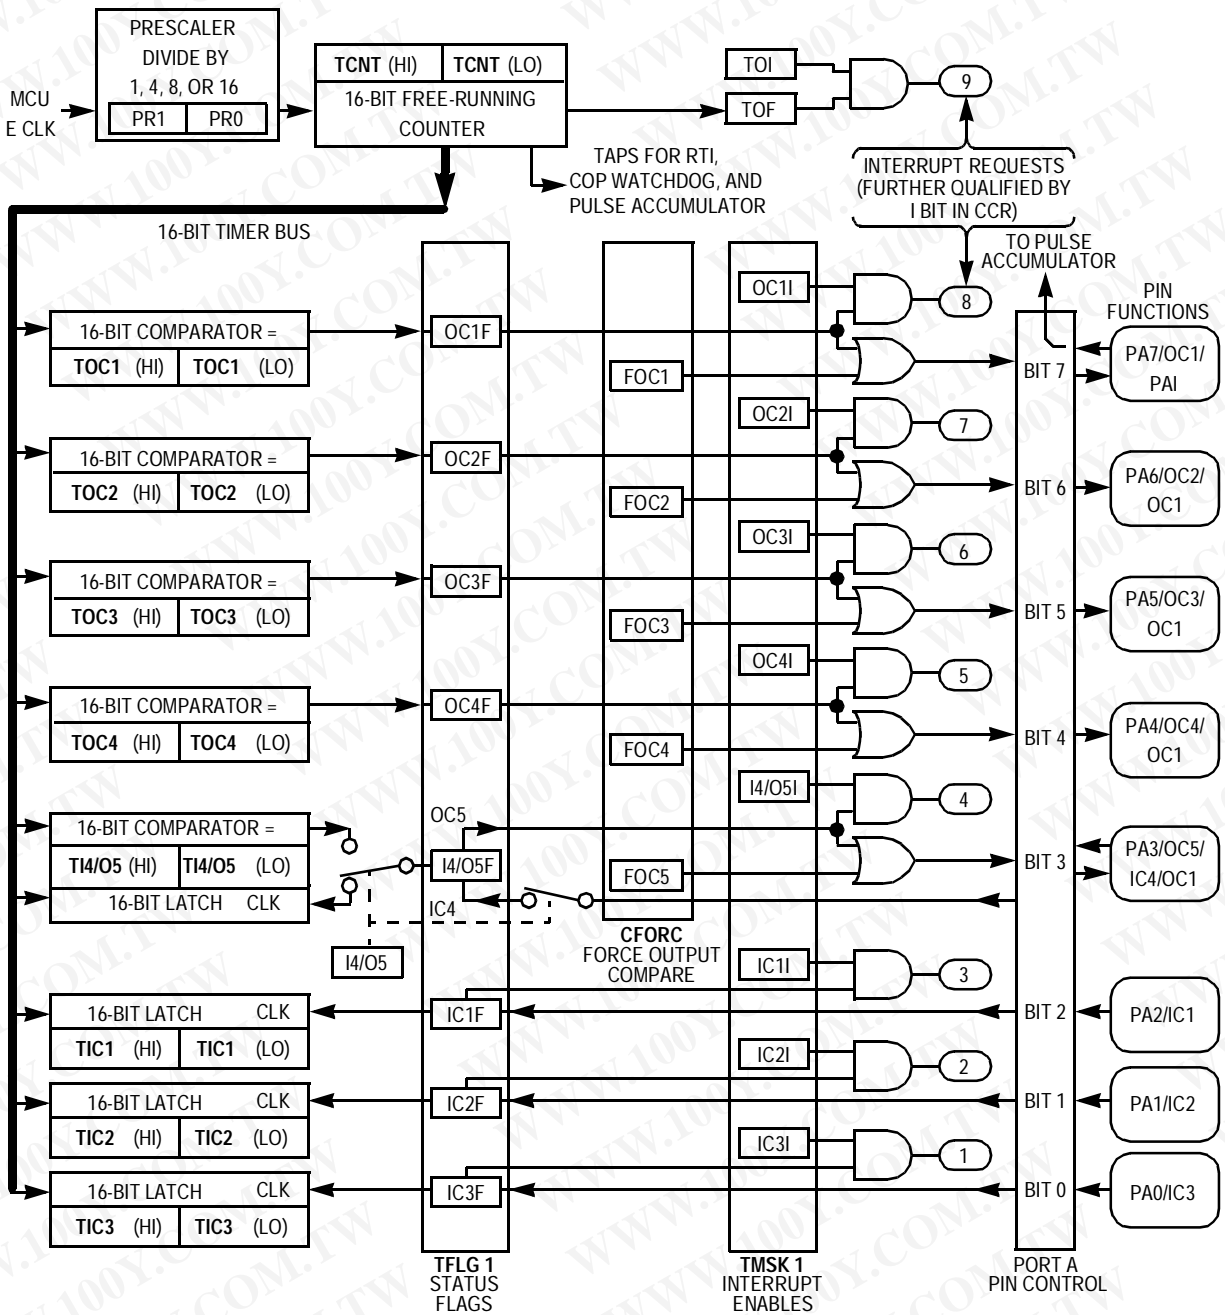 PRESCALER
DIVIDE BY
1, 4, 8, OR 16
PR1 PR0
MCU
E CLK
TCNT (HI) TCNT (LO)
16-BIT FREE-RUNNING
COUNTER
TOI
TOF
9
TAPS FOR RTI,
COP WATCHDOG, AND
PULSE ACCUMULATOR
INTERRUPT REQUESTS
(FURTHER QUALIFIED BY
I BIT IN CCR)
16-BIT TIMER BUS
TO PULSE
ACCUMULATOR
PIN
FUNCTIONS
OC1I
8
16-BIT COMPARATOR =
TOC1 (HI) TOC1 (LO)
OC1F
FOC1
BIT 7
PA7/OC1/
PAI
OC2I
7
16-BIT COMPARATOR =
TOC2 (HI) TOC2 (LO)
OC2F
FOC2
BIT 6
PA6/OC2/
OC1
OC3I
6
16-BIT COMPARATOR =
TOC3 (HI) TOC3 (LO)
OC3F
FOC3
BIT 5
PA5/OC3/
OC1
OC4I
5
16-BIT COMPARATOR =
TOC4 (HI) TOC4 (LO)
OC4F
FOC4
BIT 4
PA4/OC4/
OC1
I4/O5I
4
16-BIT COMPARATOR =
TI4/O5 (HI) TI4/O5 (LO)
16-BIT LATCH CLK
OC5
I4/O5F
IC4
I4/O5
FOC5
BIT 3
PA3/OC5/
IC4/OC1
CFORC
FORCE OUTPUT
COMPARE
IC1I
3
16-BIT LATCH CLK
TIC1 (HI) TIC1 (LO)
IC1F
BIT 2
PA2/IC1
IC2I
2
16-BIT LATCH CLK
TIC2 (HI) TIC2 (LO)
IC2F
BIT 1
PA1/IC2
IC3I
1
16-BIT LATCH CLK
TIC3 (HI) TIC3 (LO)
IC3F
BIT 0
PA0/IC3
TFLG 1
STATUS
FLAGS
TMSK 1
INTERRUPT
ENABLES
PORT A
PIN CONTROL
WWW.100Y.COM.TW